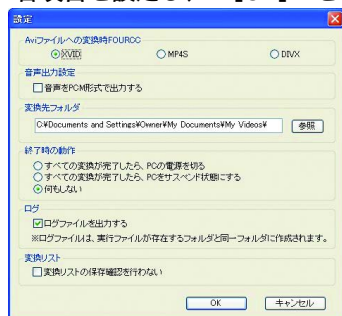 設定
Aviファイルへの変換時FOURCC
XVID MP4S DIVX
音声出力設定
音声をPCM形式で出力する
変換先フォルダ
C:¥Documents and Settings¥Owner¥My Documents¥My Videos¥ 参照
終了時の動作
すべての変換が完了したら、PCの電源を切る
すべての変換が完了したら、PCをサスペンド状態にする
何もしない
ログ
ログファイルを出力する
※ログファイルは、実行ファイルが存在するフォルダと同一フォルダに作成されます。
変換リスト
変換リストの保存確認を行わない
OK キャンセル